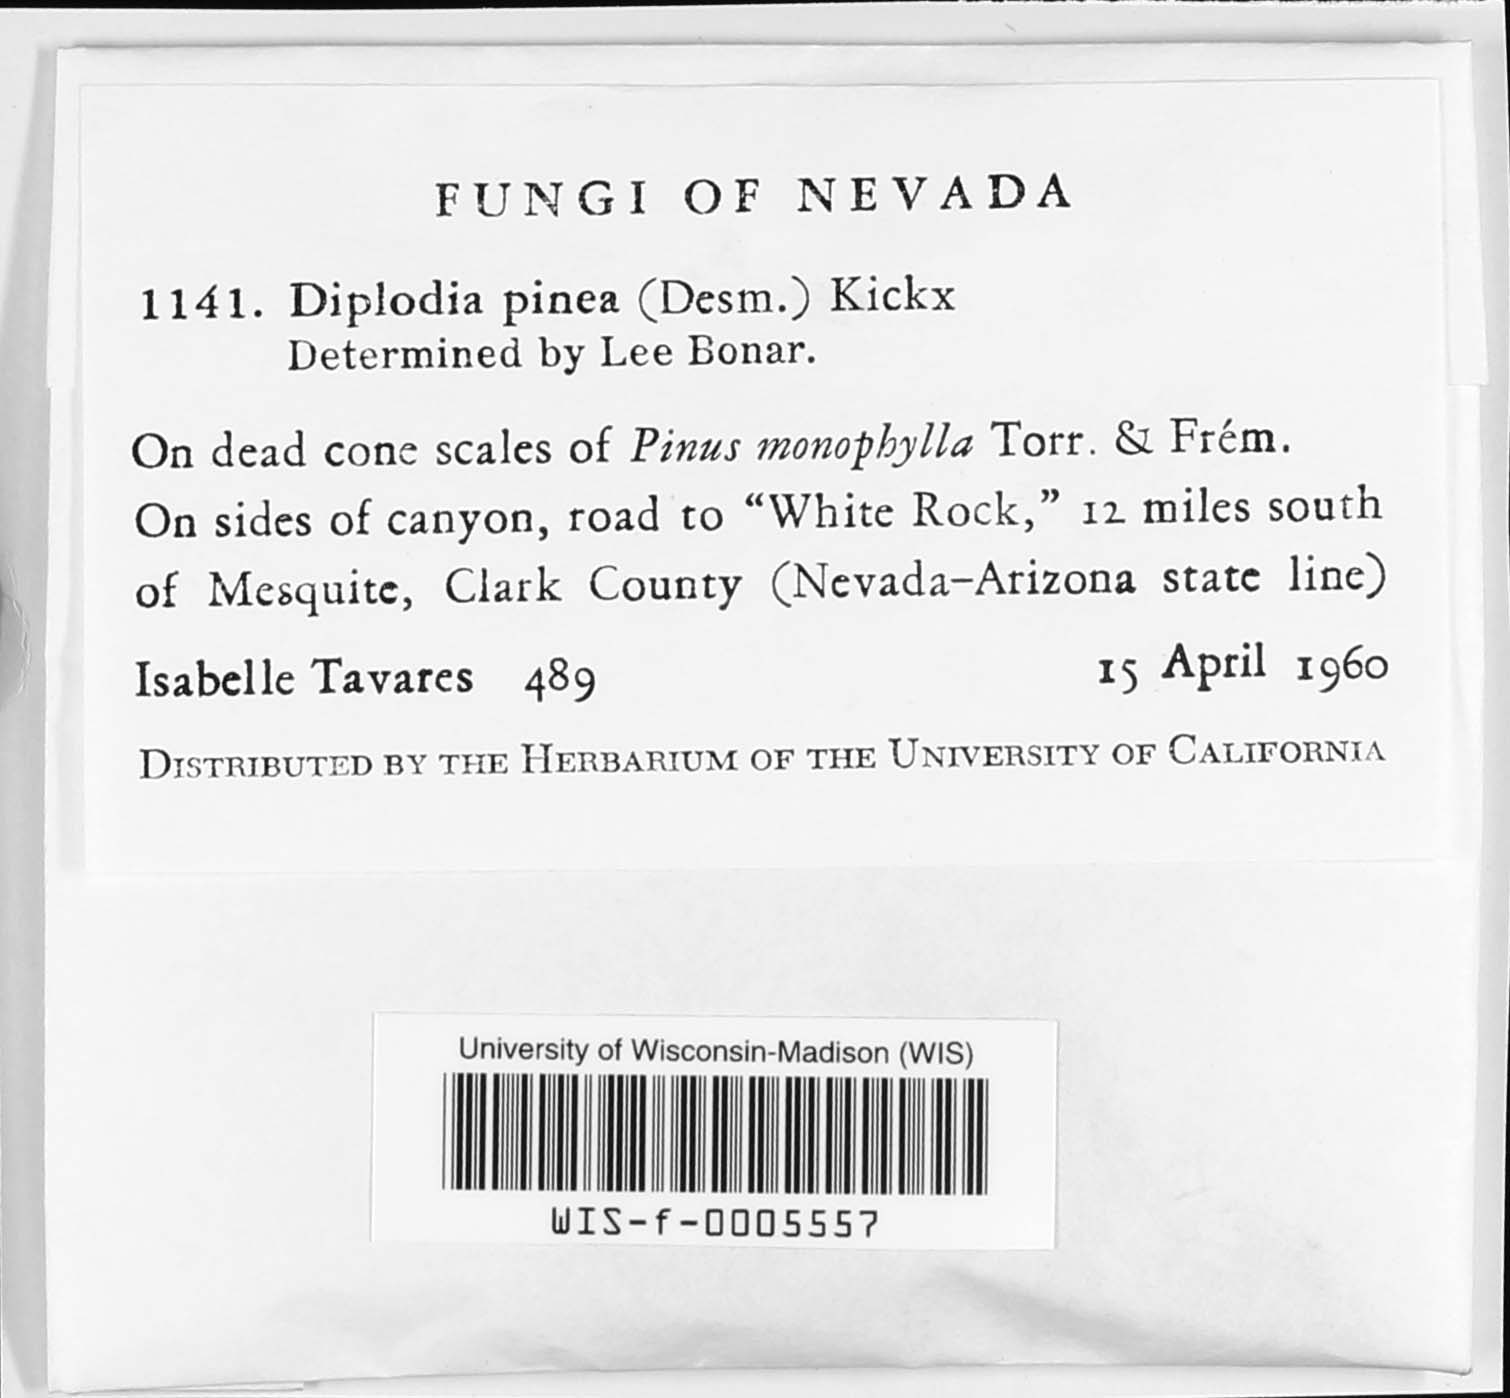 FUNGI OF NEVADA
1141. Diplodia pinea (Desm.) Kickx
Determined by Lee Bonar.
On dead cone scales of Pinus monophylla Torr. & Frém.
On sides of canyon, road to “White Rock,” 12 miles south
of Mesquite, Clark County (Nevada–Arizona state line)
Isabelle Tavares 489 15 April 1960
DISTRIBUTED BY THE HERBARIUM OF THE UNIVERSITY OF CALIFORNIA
University of Wisconsin-Madison (WIS)
WIS-f-0005557